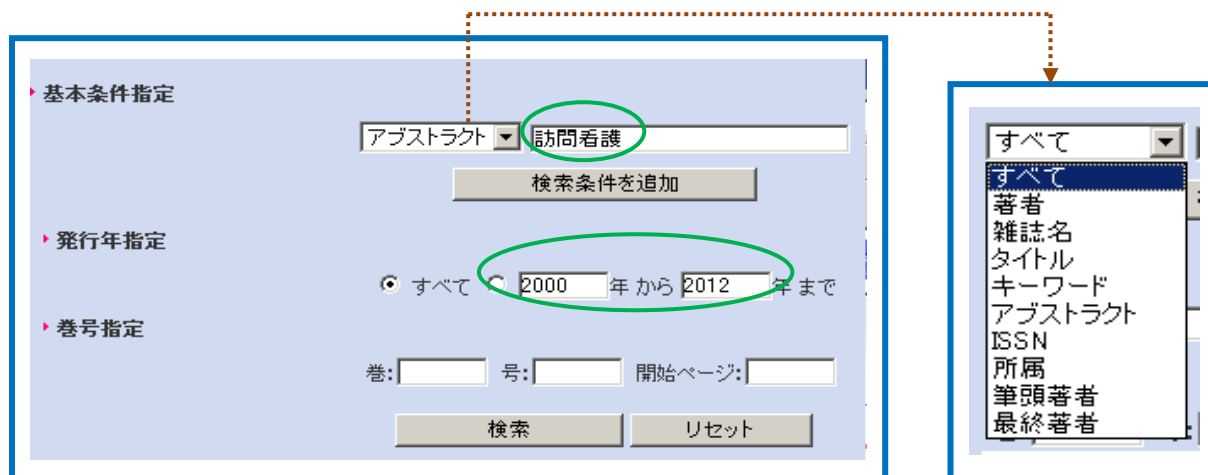 基本条件指定
アブストラクト 訪問看護
検索条件を追加
発行年指定
すべて 2000 年 から 2012 年 まで
巻号指定
巻: 号: 開始ページ:
検索 リセット
すべて
すべて
著者
雑誌名
タイトル
キーワード
アブストラクト
ISSN
所属
筆頭著者
最終著者